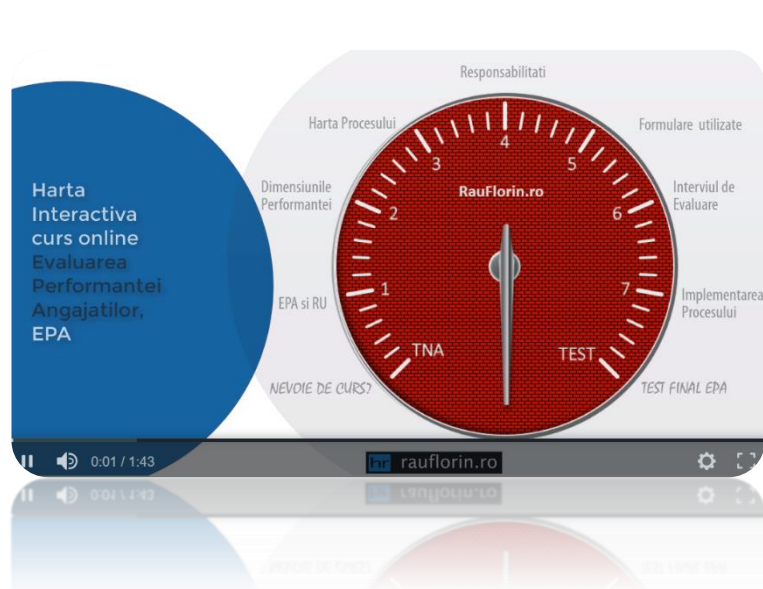 Harta
Interactiva
curs online
Evaluarea
Performantei
Angajatilor,
EPA
Responsabilitati
Harta Procesului
Formulare utilizate
Dimensiunile
Performantei
Interviul de
Evaluare
EPA si RU
Implementarea
Procesului
NEVOIE DE CURS?
TEST FINAL EPA
RauFlorin.ro
TNA
1
2
3
4
5
6
7
TEST
0:01 / 1:43
hr rauflorin.ro